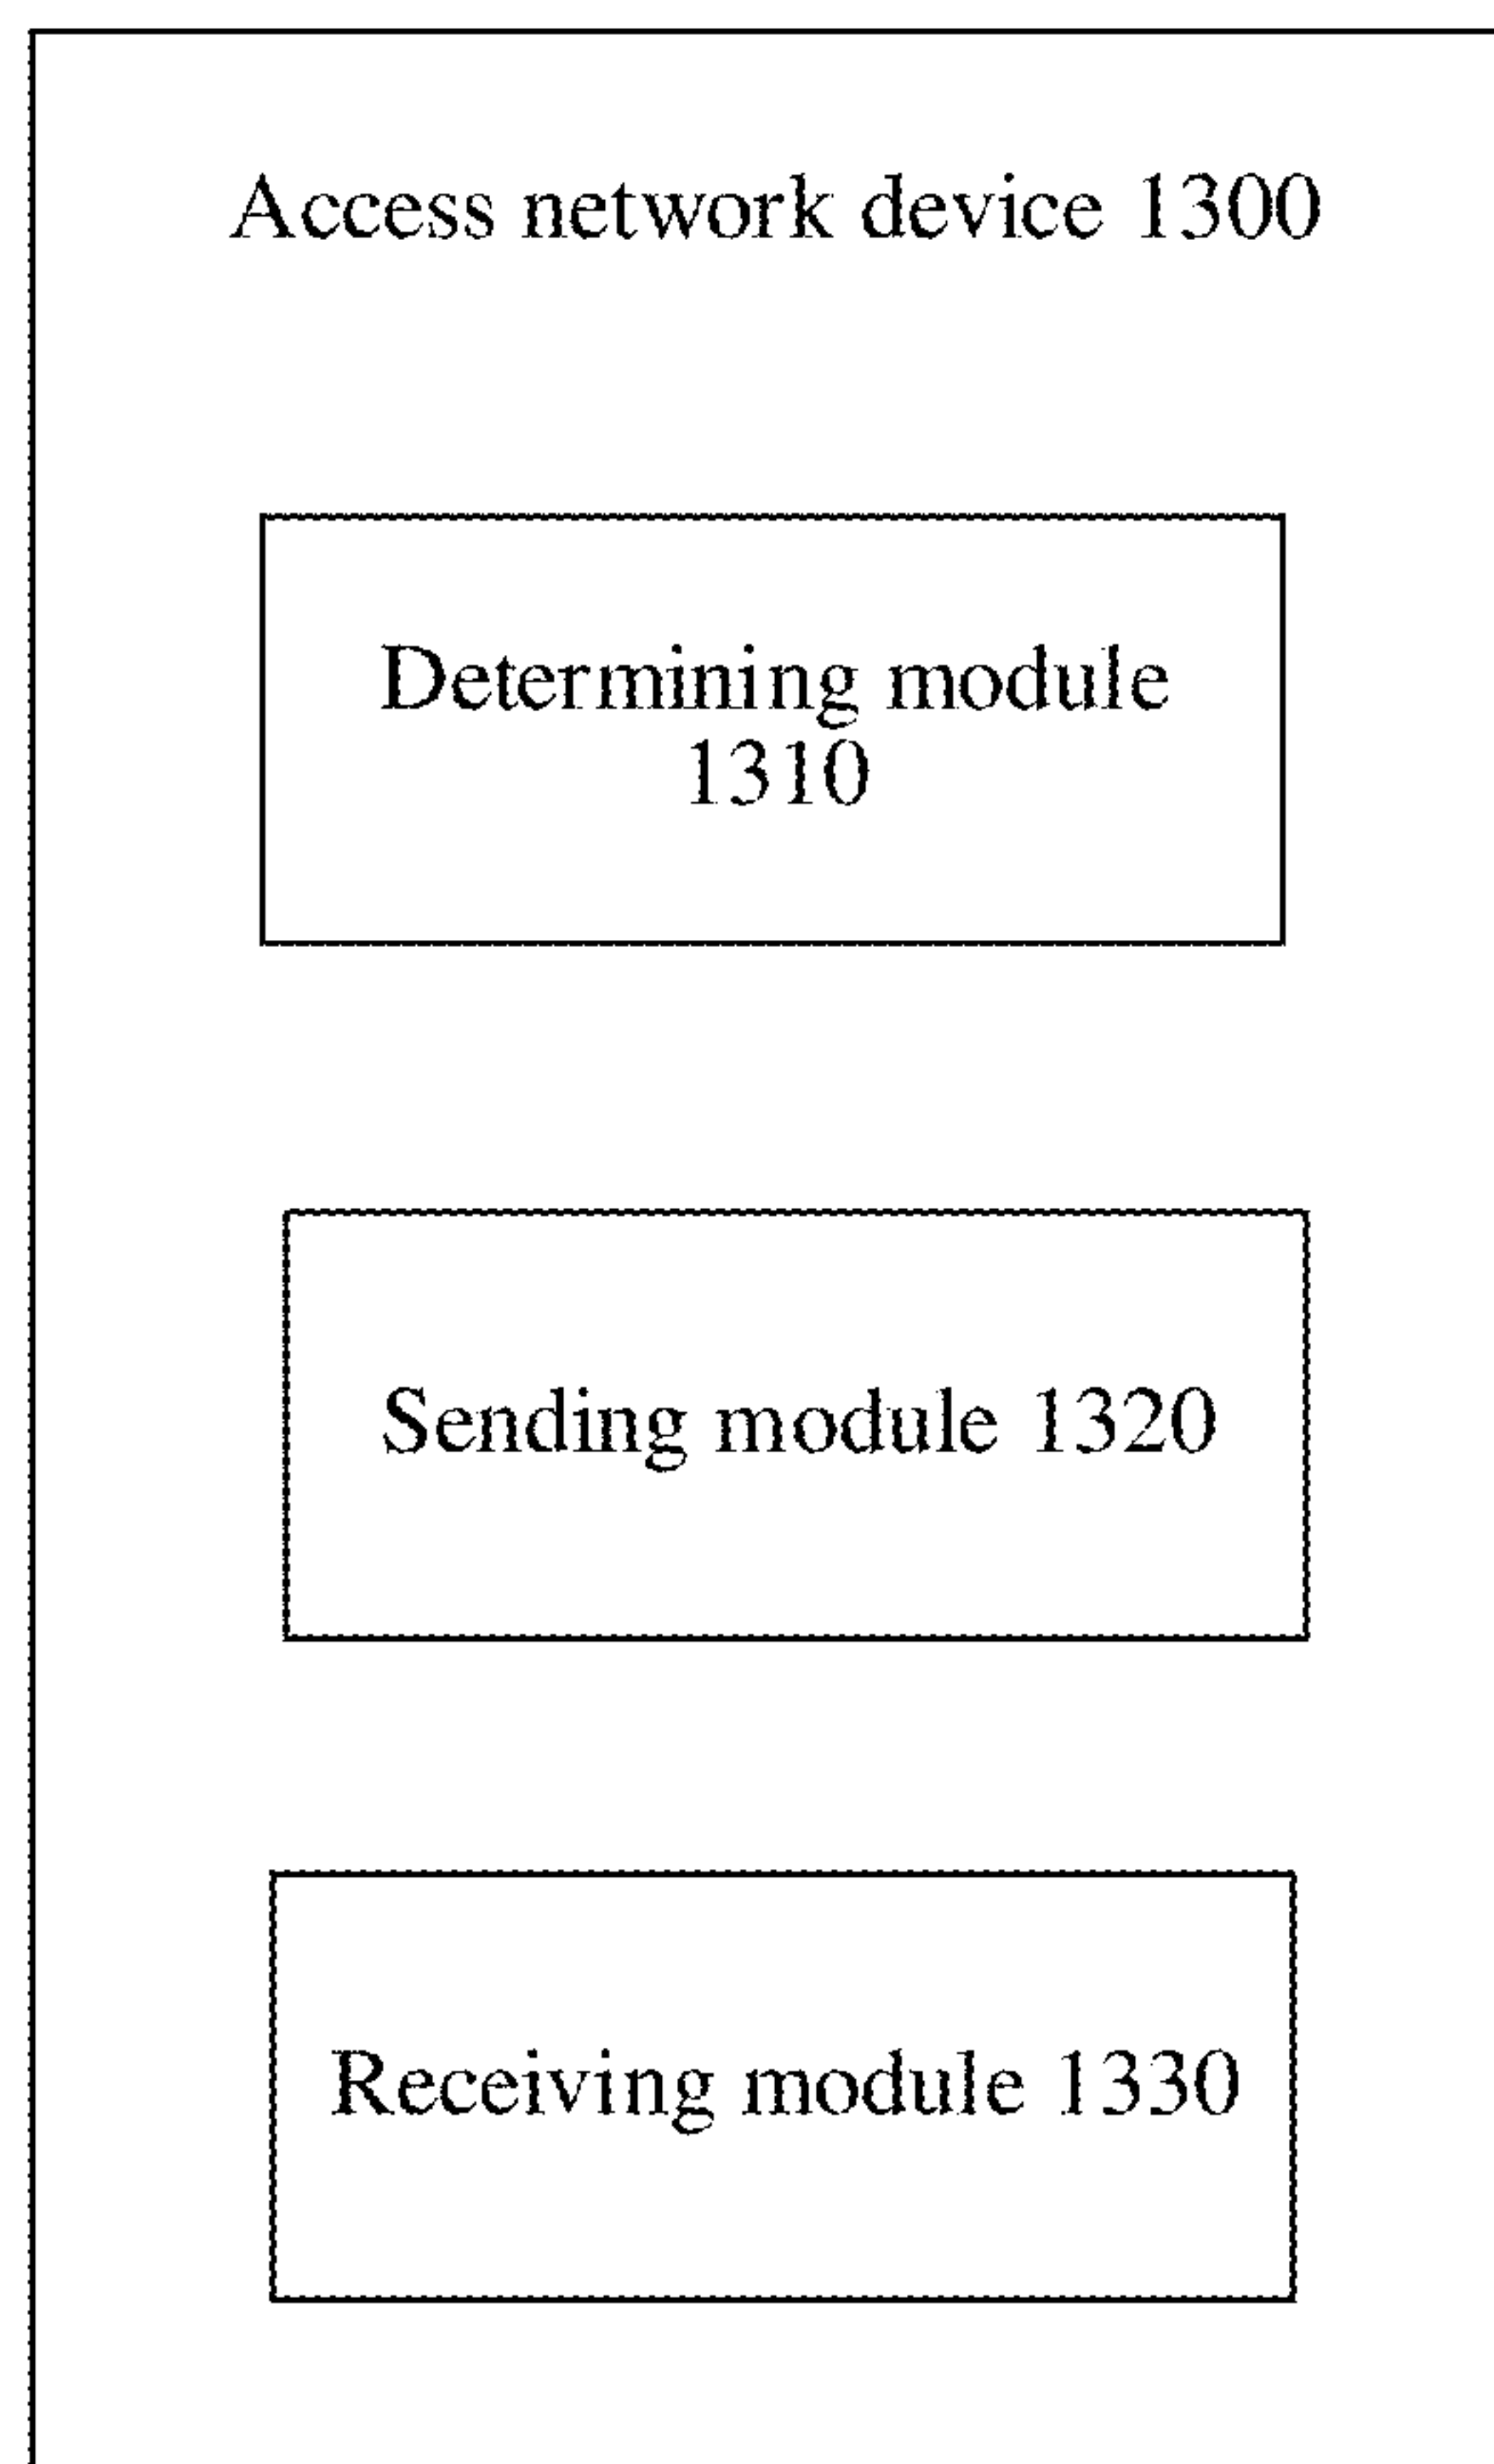 Access network device 1300
Determining module
1310
Sending module 1320
Receiving module 1330